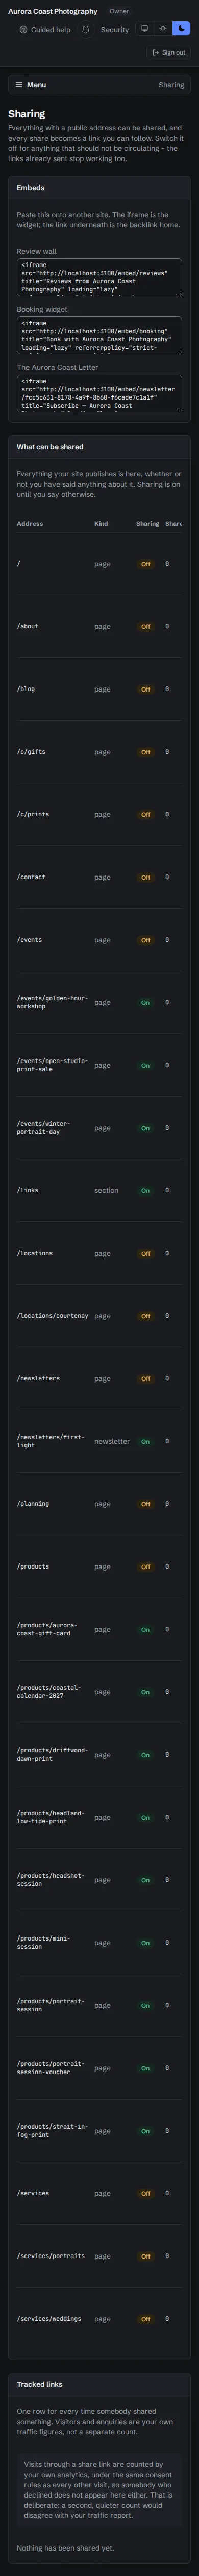 Aurora Coast Photography Owner
Guided help Security
Sign out
Menu Sharing
Sharing
Everything with a public address can be shared, and
every share becomes a link you can follow. Switch it
off for anything that should not be circulating - the
links already sent stop working too.
Embeds
Paste this onto another site. The iframe is the
widget; the link underneath is the backlink home.
Review wall
<iframe
src="http://localhost:3100/embed/reviews"
title="Reviews from Aurora Coast
Photography" loading="lazy"
Booking widget
<iframe
src="http://localhost:3100/embed/booking"
title="Book with Aurora Coast Photography"
loading="lazy" referrerpolicy="strict-
The Aurora Coast Letter
<iframe
src="http://localhost:3100/embed/newsletter
title="Subscribe — Aurora Coast
What can be shared
Everything your site publishes is here, whether or
not you have said anything about it. Sharing is on
until you say otherwise.
Address Kind Sharing Share
/ page Off 0
/about page Off 0
/blog page Off 0
/c/gifts page Off 0
/c/prints page Off 0
/contact page Off 0
/events page Off 0
/events/golden-hour-
workshop page On 0
/events/open-studio-
print-sale page On 0
/events/winter-
portrait-day page On 0
/links section On 0
/locations page Off 0
/locations/courtenay page Off 0
/newsletters page Off 0
/newsletters/first-
light newsletter On 0
/planning page Off 0
/products page Off 0
/products/aurora-
coast-gift-card page On 0
/products/coastal-
calendar-2027 page On 0
/products/driftwood-
dawn-print page On 0
/products/headland-
low-tide-print page On 0
/products/headshot-
session page On 0
/products/mini-
session page On 0
/products/portrait-
session page On 0
/products/portrait-
session-voucher page On 0
/products/strait-in-
fog-print page On 0
/services page Off 0
/services/portraits page Off 0
/services/weddings page Off 0
Tracked links
One row for every time somebody shared
something. Visitors and enquiries are your own
traffic figures, not a separate count.
Visits through a share link are counted by
your own analytics, under the same consent
rules as every other visit, so somebody who
declined does not appear here either. That is
deliberate: a second, quieter count would
disagree with your traffic report.
Nothing has been shared yet.